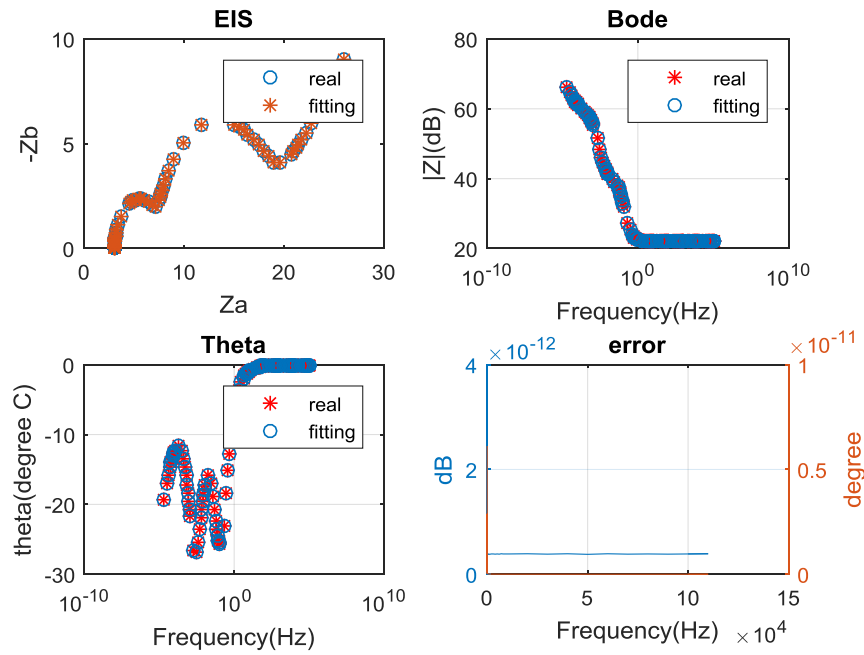 EIS
10
5
0
-Zb
0
10
20
30
Za
real
fitting
Bode
80
60
40
20
|Z|(dB)
10^-10
10^0
10^10
Frequency(Hz)
real
fitting
Theta
0
-10
-20
-30
theta(degree C)
10^-10
10^0
10^10
Frequency(Hz)
real
fitting
error
×10^-12
4
2
0
dB
×10^-11
1
0.5
0
degree
0
5
10
15
Frequency(Hz)
×10^4